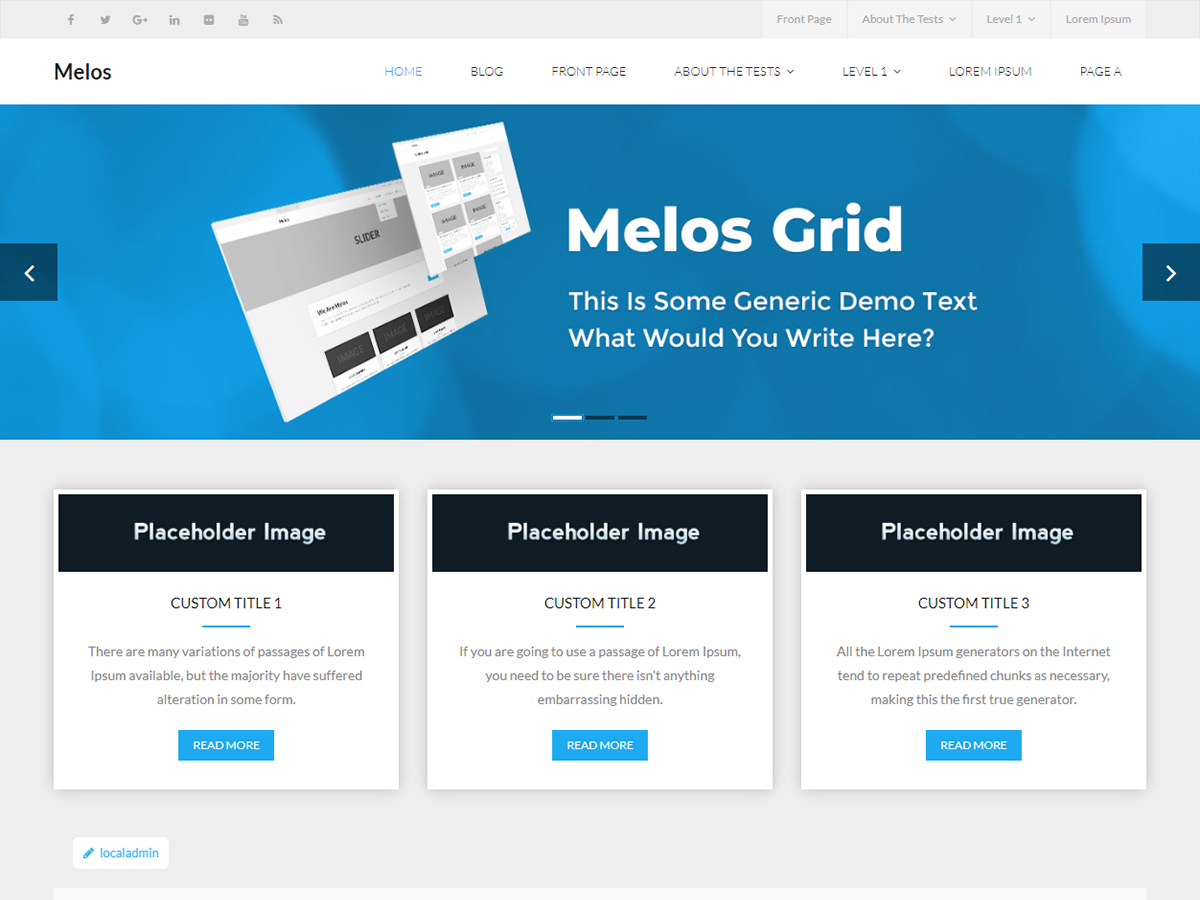 Front Page About The Tests Level 1 Lorem Ipsum
Melos HOME BLOG FRONT PAGE ABOUT THE TESTS LEVEL 1 LOREM IPSUM PAGE A
Melos
SLIDER
We Are Melos
IMAGE IMAGE IMAGE
IMAGE IMAGE
IMAGE IMAGE
Melos Grid
This Is Some Generic Demo Text
What Would You Write Here?
Placeholder Image
CUSTOM TITLE 1
There are many variations of passages of Lorem
Ipsum available, but the majority have suffered
alteration in some form.
READ MORE
Placeholder Image
CUSTOM TITLE 2
If you are going to use a passage of Lorem Ipsum,
you need to be sure there isn't anything
embarrassing hidden.
READ MORE
Placeholder Image
CUSTOM TITLE 3
All the Lorem Ipsum generators on the Internet
tend to repeat predefined chunks as necessary,
making this the first true generator.
READ MORE
localadmin